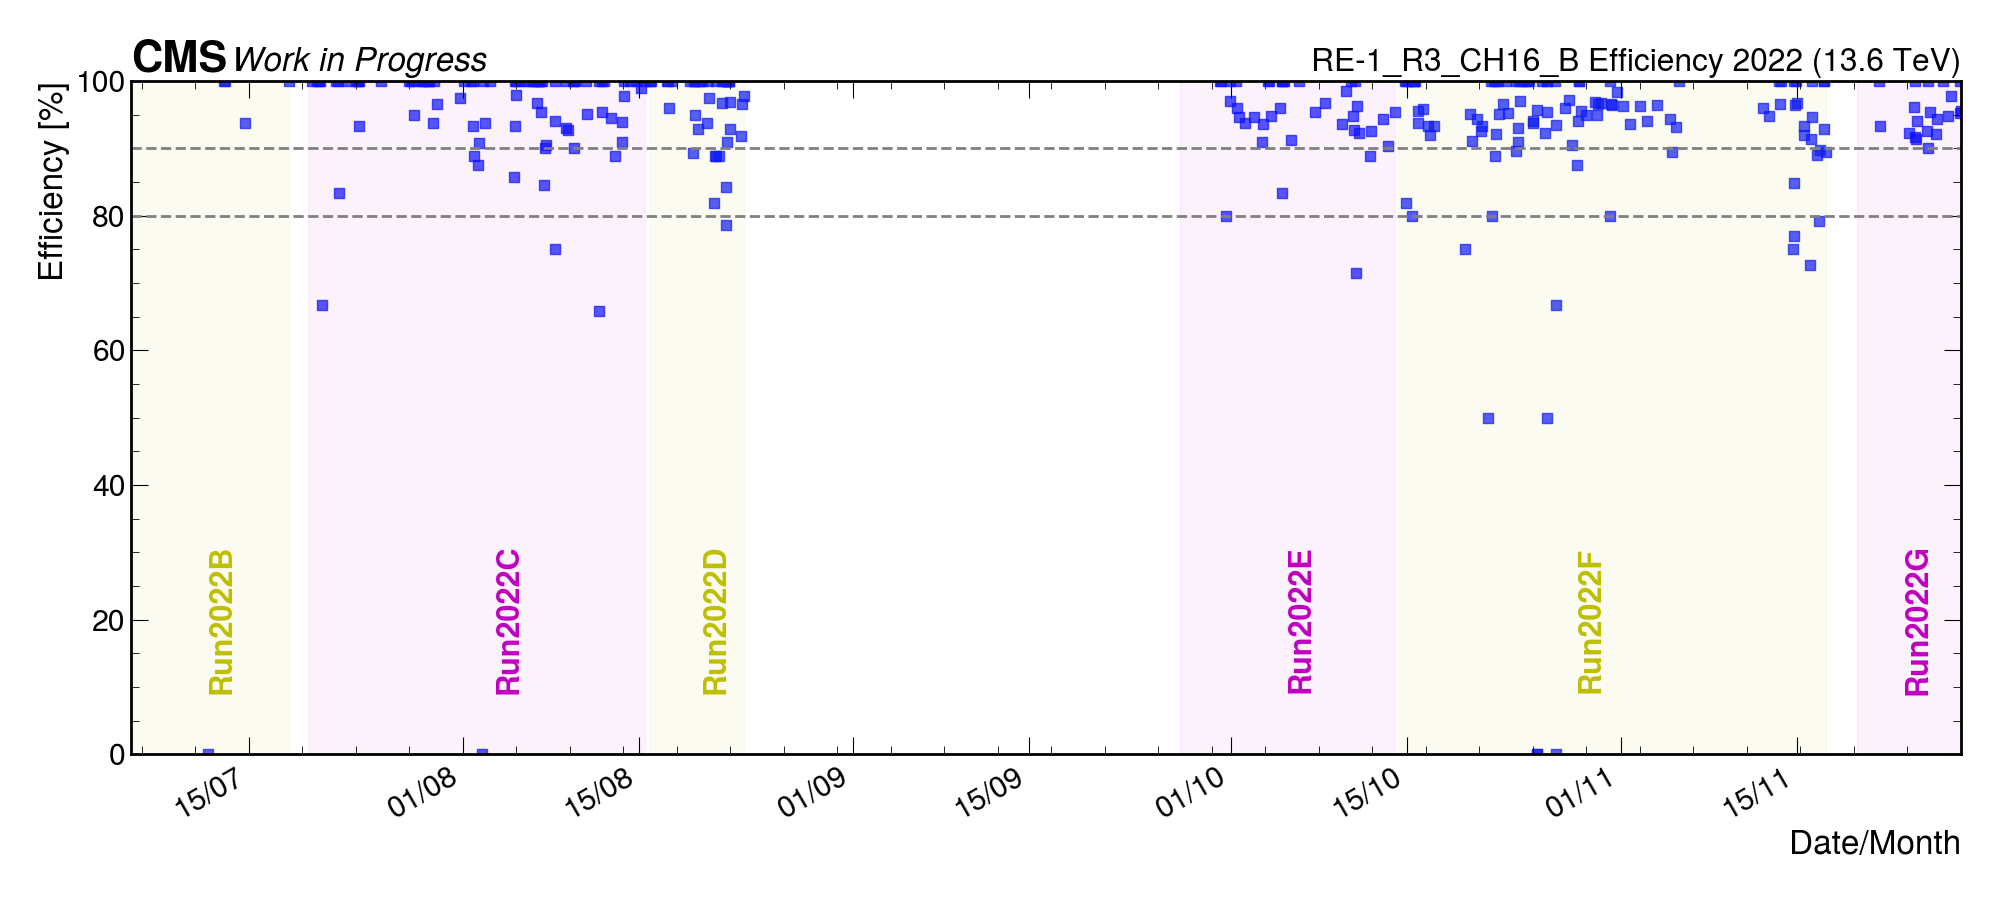 CMS Work in Progress
RE-1_R3_CH16_B Efficiency 2022 (13.6 TeV)
Efficiency [%]
100
80
60
40
20
0
Run2022B
Run2022C
Run2022D
Run2022E
Run2022F
Run2022G
15/07
01/08
15/08
01/09
15/09
01/10
15/10
01/11
15/11
Date/Month